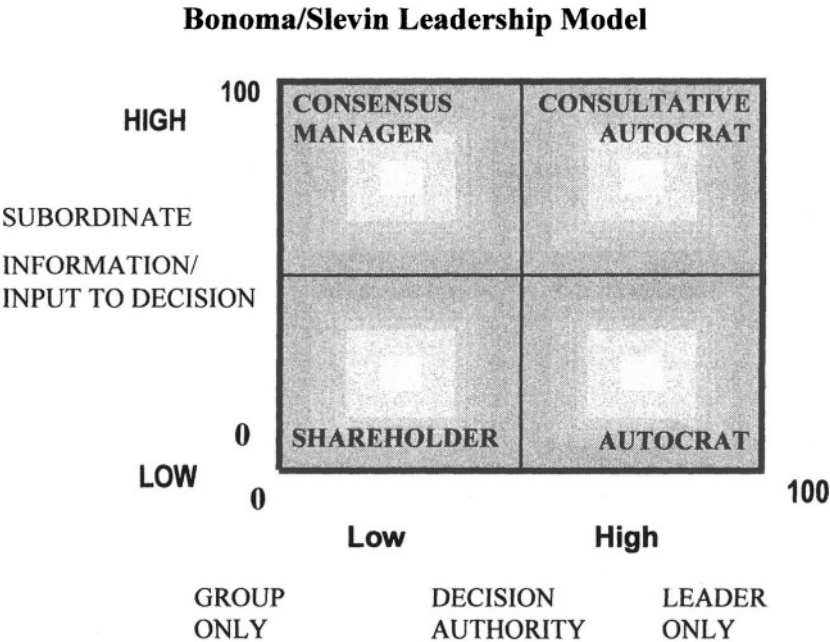 Bonoma/Slevin Leadership Model
100
HIGH
CONSENSUS
MANAGER
CONSULTATIVE
AUTOCRAT
SUBORDINATE
INFORMATION/
INPUT TO DECISION
0
LOW
SHAREHOLDER
AUTOCRAT
0
100
Low
High
GROUP
ONLY
DECISION
AUTHORITY
LEADER
ONLY